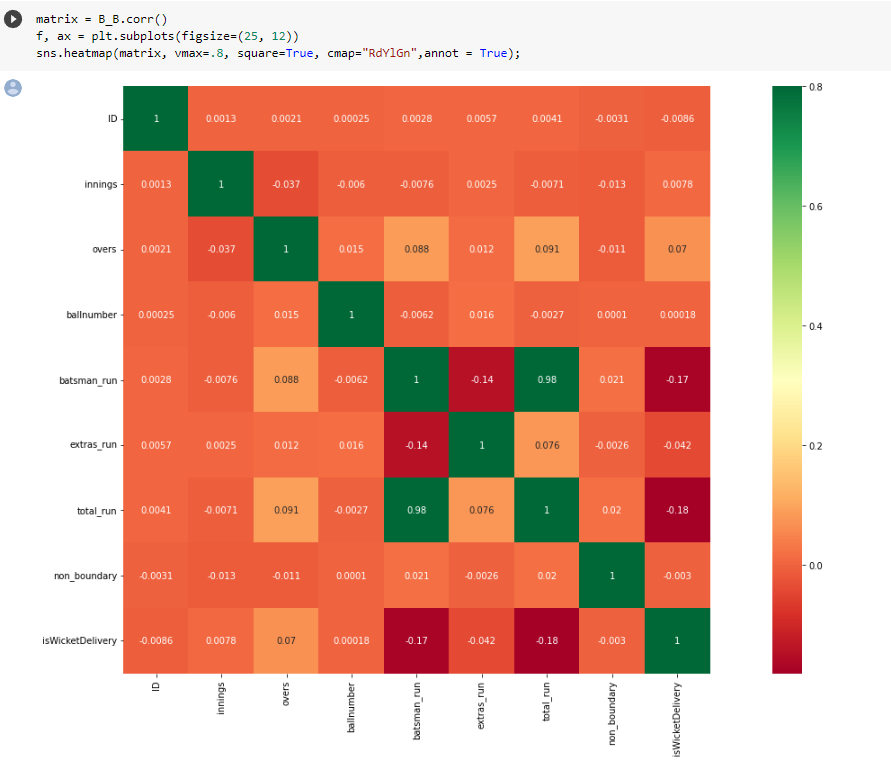 matrix = B_B.corr()
f, ax = plt.subplots(figsize=(25, 12))
sns.heatmap(matrix, vmax=.8, square=True, cmap="RdYlGn",annot = True);
ID 1 0.0013 0.0021 0.00025 0.0028 0.0057 0.0041 -0.0031 -0.0086
innings 0.0013 1 -0.037 -0.006 -0.0076 0.0025 -0.0071 -0.013 0.0078
overs 0.0021 -0.037 1 0.015 0.088 0.012 0.091 -0.011 0.07
ballnumber 0.00025 -0.006 0.015 1 -0.0062 0.016 -0.0027 0.0001 0.00018
batsman_run 0.0028 -0.0076 0.088 -0.0062 1 -0.14 0.98 0.021 -0.17
extras_run 0.0057 0.0025 0.012 0.016 -0.14 1 0.076 -0.0026 -0.042
total_run 0.0041 -0.0071 0.091 -0.0027 0.98 0.076 1 0.02 -0.18
non_boundary -0.0031 -0.013 -0.011 0.0001 0.021 -0.0026 0.02 1 -0.003
isWicketDelivery -0.0086 0.0078 0.07 0.00018 -0.17 -0.042 -0.18 -0.003 1
ID innings overs ballnumber batsman_run extras_run total_run non_boundary isWicketDelivery
0.8
0.6
0.4
0.2
0.0